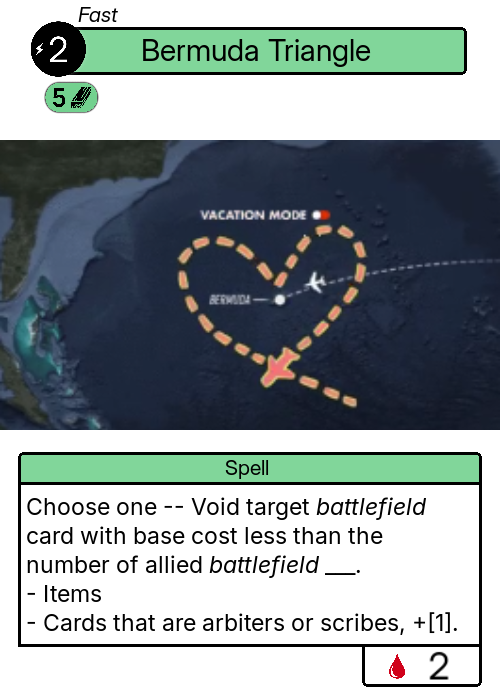 Fast
2
Bermuda Triangle
5
VACATION MODE
BERMUDA
Spell
Choose one -- Void target battlefield
card with base cost less than the
number of allied battlefield ___.
- Items
- Cards that are arbiters or scribes, +[1].
2